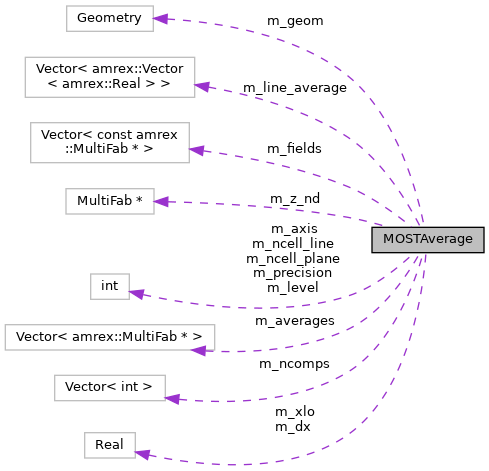 Geometry
m_geom
Vector< amrex::Vector
< amrex::Real > >
m_line_average
Vector< const amrex
::MultiFab * >
m_fields
MultiFab *
m_z_nd
MOSTAverage
m_axis
m_ncell_line
m_ncell_plane
m_precision
m_level
int
m_averages
Vector< amrex::MultiFab * >
m_ncomps
Vector< int >
m_xlo
m_dx
Real